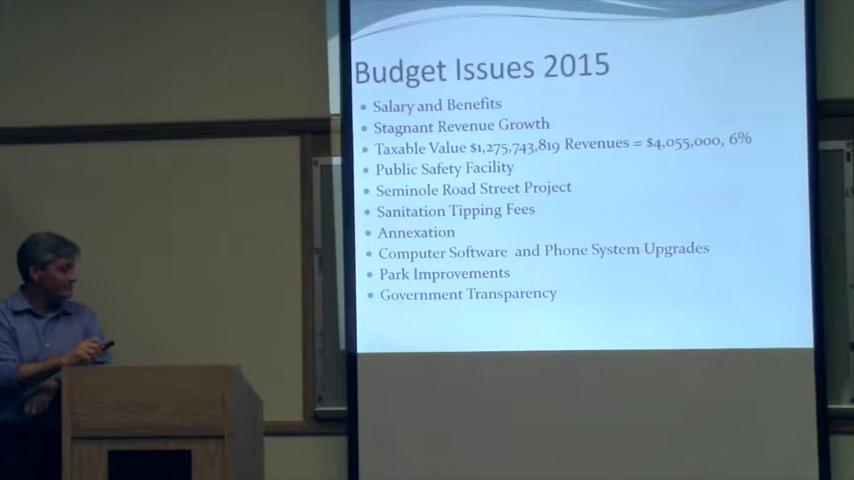 Budget Issues 2015
• Salary and Benefits
• Stagnant Revenue Growth
• Taxable Value $1,275,743,819 Revenues = $4,055,000, 6%
• Public Safety Facility
• Seminole Road Street Project
• Sanitation Tipping Fees
• Annexation
• Computer Software and Phone System Upgrades
• Park Improvements
• Government Transparency